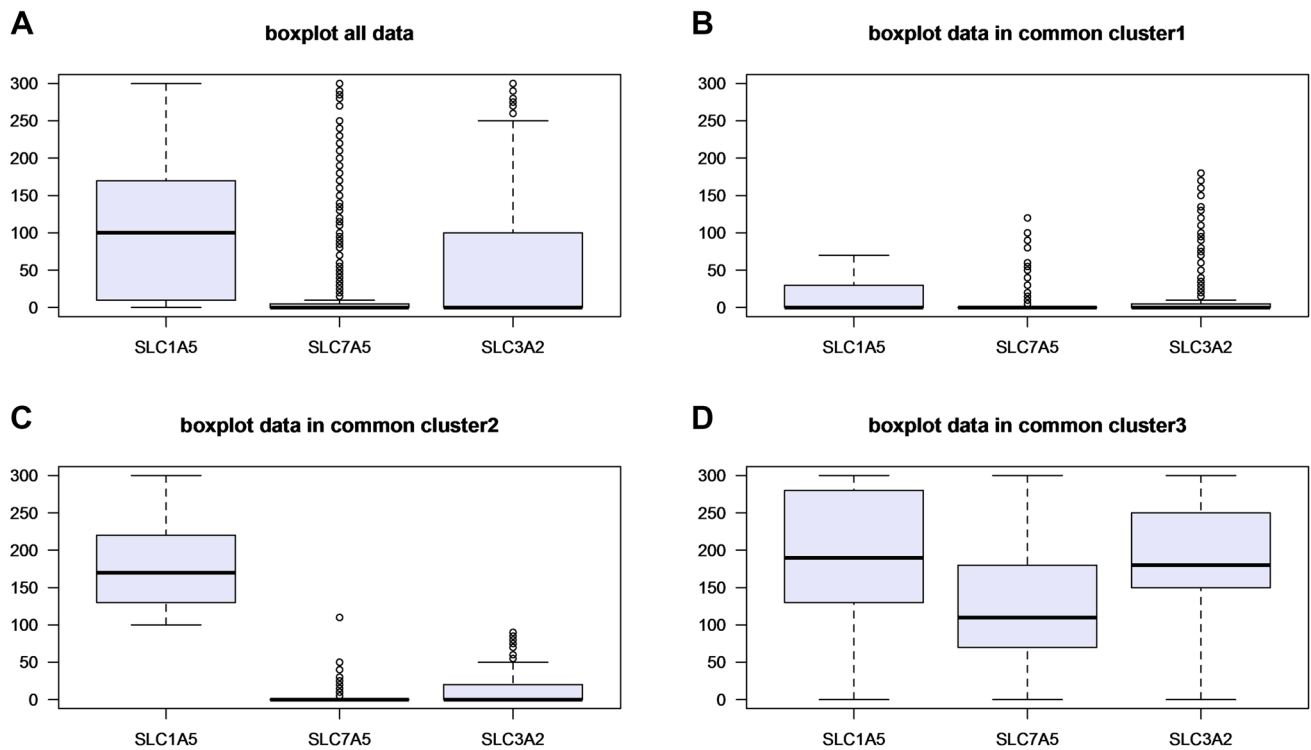 A
boxplot all data
300
250
200
150
100
50
0
SLC1A5 SLC7A5 SLC3A2
B
boxplot data in common cluster1
300
250
200
150
100
50
0
SLC1A5 SLC7A5 SLC3A2
C
boxplot data in common cluster2
300
250
200
150
100
50
0
SLC1A5 SLC7A5 SLC3A2
D
boxplot data in common cluster3
300
250
200
150
100
50
0
SLC1A5 SLC7A5 SLC3A2